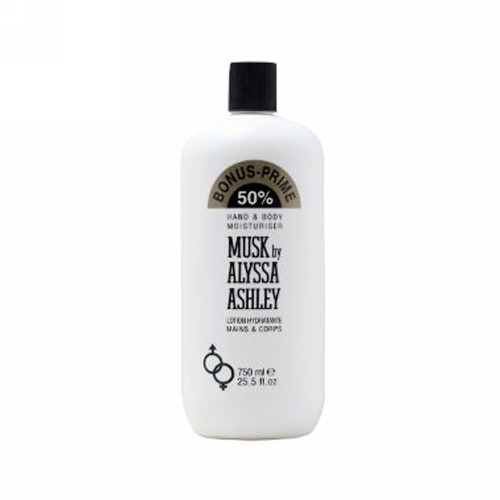 BONUS-PRIME
50%
HAND & BODY
MOISTURISER
MUSK by
ALYSSA
ASHLEY
LOTION HYDRATANTE
MAINS & CORPS
750 ml e
25.5 fl. oz.